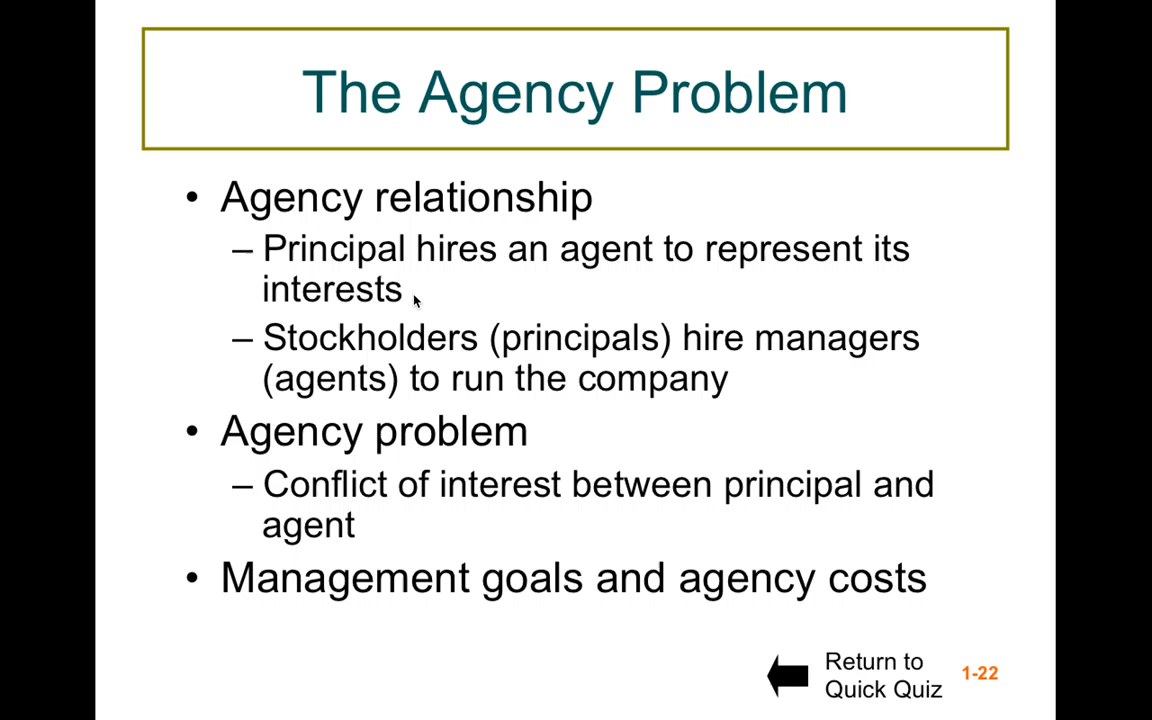 The Agency Problem
• Agency relationship
– Principal hires an agent to represent its
interests
– Stockholders (principals) hire managers
(agents) to run the company
• Agency problem
– Conflict of interest between principal and
agent
• Management goals and agency costs
Return to
Quick Quiz
1-22